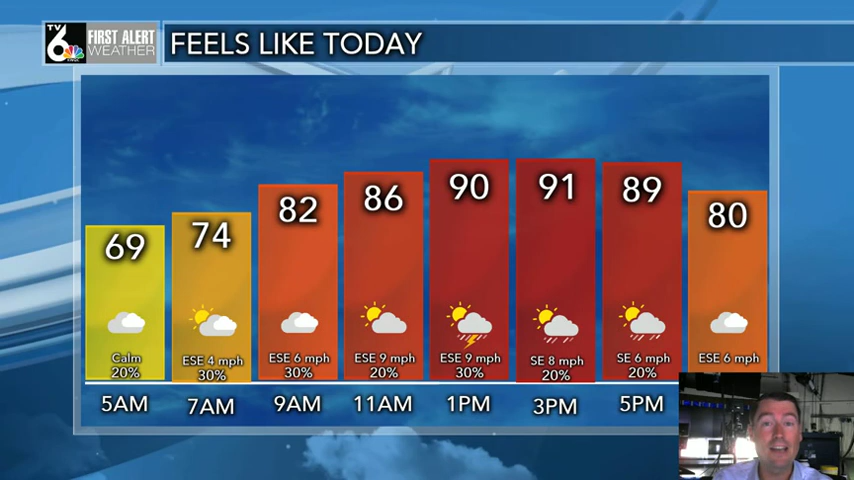 TV
6
FIRST ALERT
WEATHER
FEELS LIKE TODAY
69
74
82
86
90
91
89
80
Calm
20%
ESE 4 mph
30%
ESE 6 mph
30%
ESE 9 mph
20%
ESE 9 mph
30%
SE 8 mph
20%
SE 6 mph
20%
ESE 6 mph
5AM
7AM
9AM
11AM
1PM
3PM
5PM